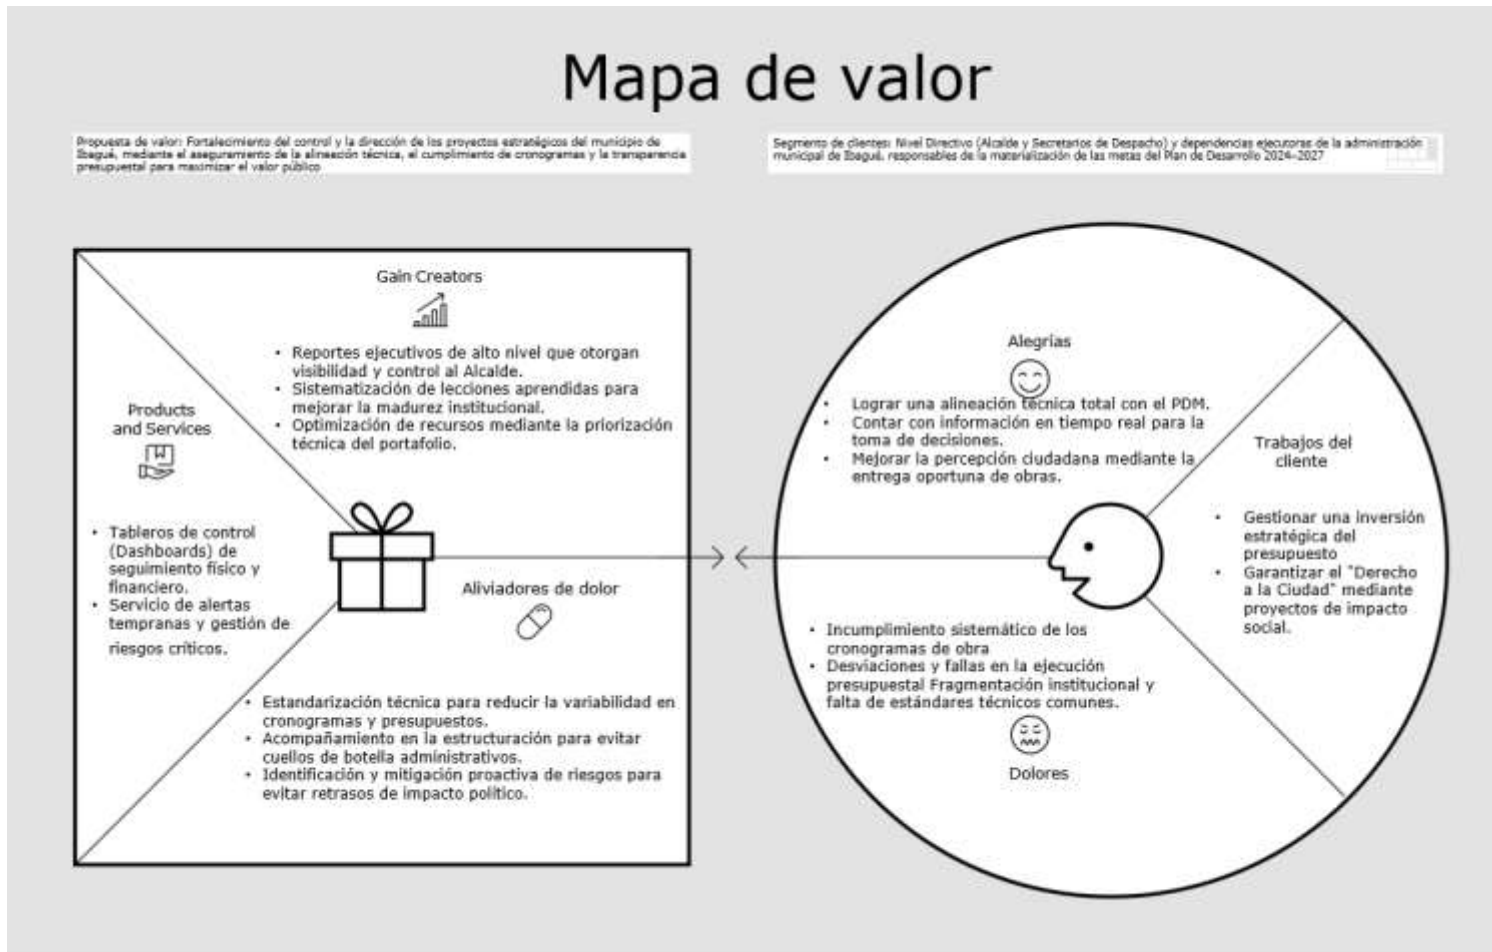 Mapa de valor
Propuesta de valor: Fortalecimiento del control y la dirección de los proyectos estratégicos del municipio de
Ibagué, mediante el aseguramiento de la alineación técnica, el cumplimiento de cronogramas y la transparencia
presupuestal para maximizar el valor público
Segmento de clientes: Nivel Directivo (Alcalde y Secretarios de Despacho) y dependencias ejecutoras de la administración
municipal de Ibagué, responsables de la materialización de las metas del Plan de Desarrollo 2024–2027
Gain Creators
• Reportes ejecutivos de alto nivel que otorgan
visibilidad y control al Alcalde.
• Sistematización de lecciones aprendidas para
mejorar la madurez institucional.
• Optimización de recursos mediante la priorización
técnica del portafolio.
Products
and Services
• Tableros de control
(Dashboards) de
seguimiento físico y
financiero.
• Servicio de alertas
tempranas y gestión de
riesgos críticos.
Aliviadores de dolor
• Estandarización técnica para reducir la variabilidad en
cronogramas y presupuestos.
• Acompañamiento en la estructuración para evitar
cuellos de botella administrativos.
• Identificación y mitigación proactiva de riesgos para
evitar retrasos de impacto político.
Alegrías
• Lograr una alineación técnica total con el PDM.
• Contar con información en tiempo real para la
toma de decisiones.
• Mejorar la percepción ciudadana mediante la
entrega oportuna de obras.
Trabajos del
cliente
• Gestionar una inversión
estratégica del
presupuesto
• Garantizar el "Derecho
a la Ciudad" mediante
proyectos de impacto
social.
• Incumplimiento sistemático de los
cronogramas de obra
• Desviaciones y fallas en la ejecución
presupuestal Fragmentación institucional y
falta de estándares técnicos comunes.
Dolores